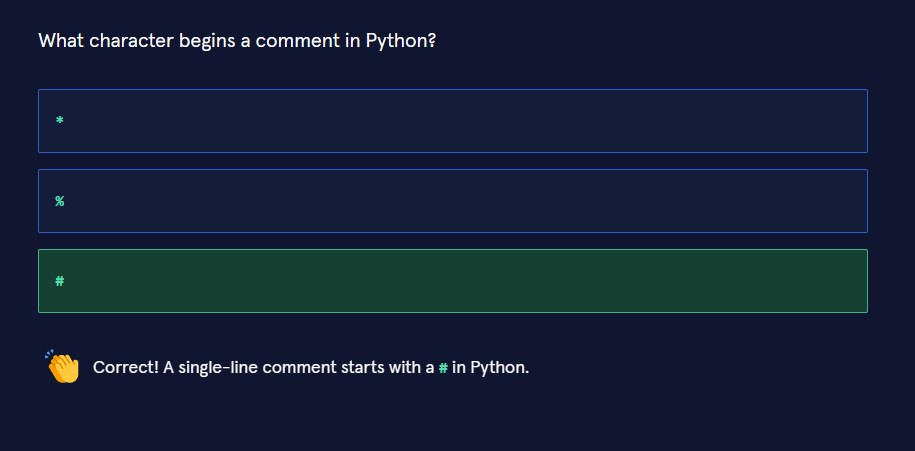 What character begins a comment in Python?
*
%
#
Correct! A single-line comment starts with a # in Python.